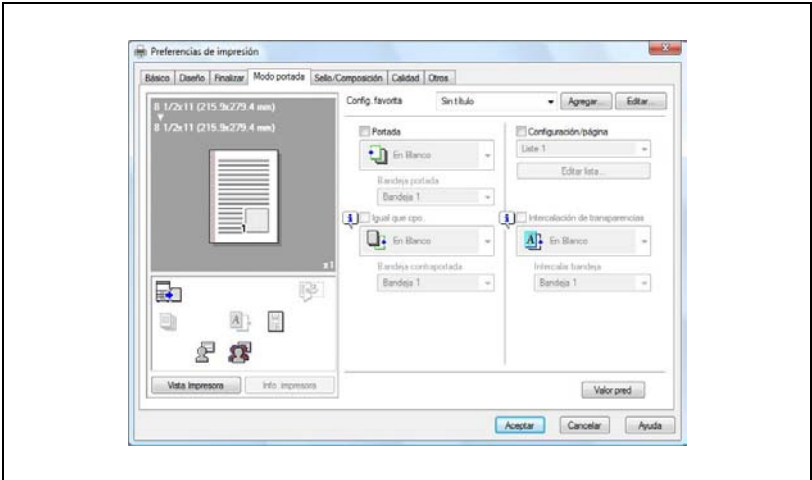 Preferencias de impresión
Básico Diseño Finalizar Modo portada Sello/Composición Calidad Otros
8 1/2x11 (215.9x279.4 mm)
8 1/2x11 (215.9x279.4 mm)
1
x1
Vista Impresora Info. impresora
Config. favorita Sin título Agregar... Editar...
Portada
En Blanco
Bandeja portada
Bandeja 1
Igual que cpo.
En Blanco
Bandeja contraportada
Bandeja 1
Configuración/página
Liste 1
Editar lista...
Intercalación de transparencias
En Blanco
Intercalar bandeja
Bandeja 1
Valor pred
Aceptar Cancelar Ayuda